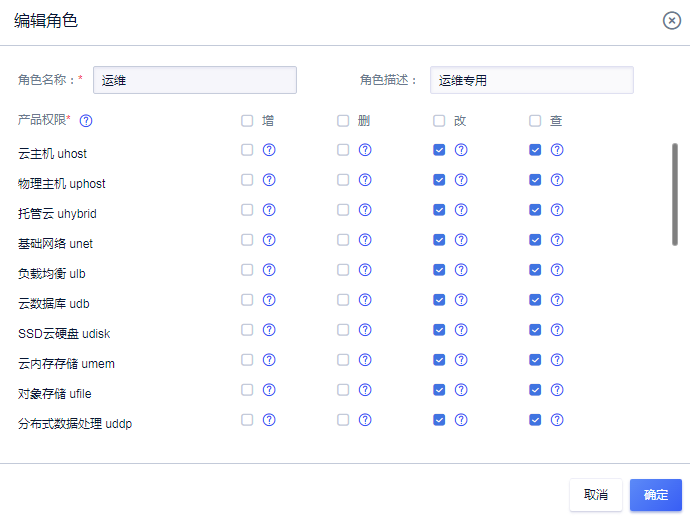 编辑角色
角色名称：* 运维 角色描述： 运维专用
产品权限* 增 删 改 查
云主机 uhost
物理主机 uphost
托管云 uhybrid
基础网络 unet
负载均衡 ulb
云数据库 udb
SSD云硬盘 udisk
云内存存储 umem
对象存储 ufile
分布式数据处理 uddp
取消 确定